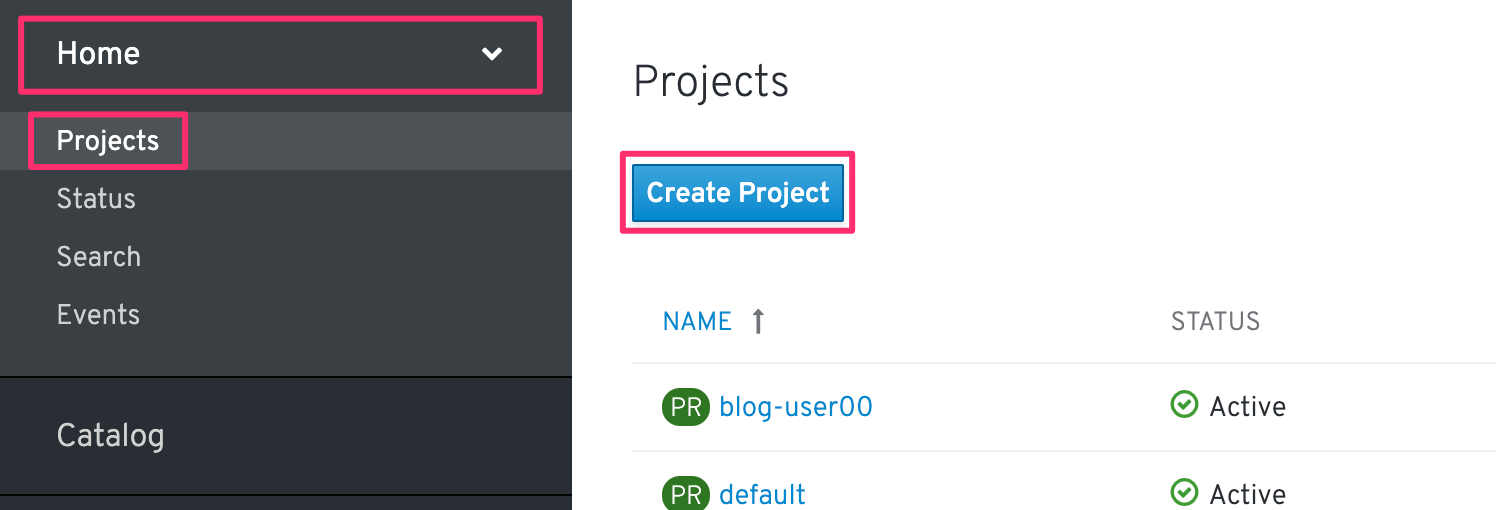 Home
Projects
Status
Search
Events
Catalog
Projects
Create Project
NAME STATUS
PR blog-user00 Active
PR default Active